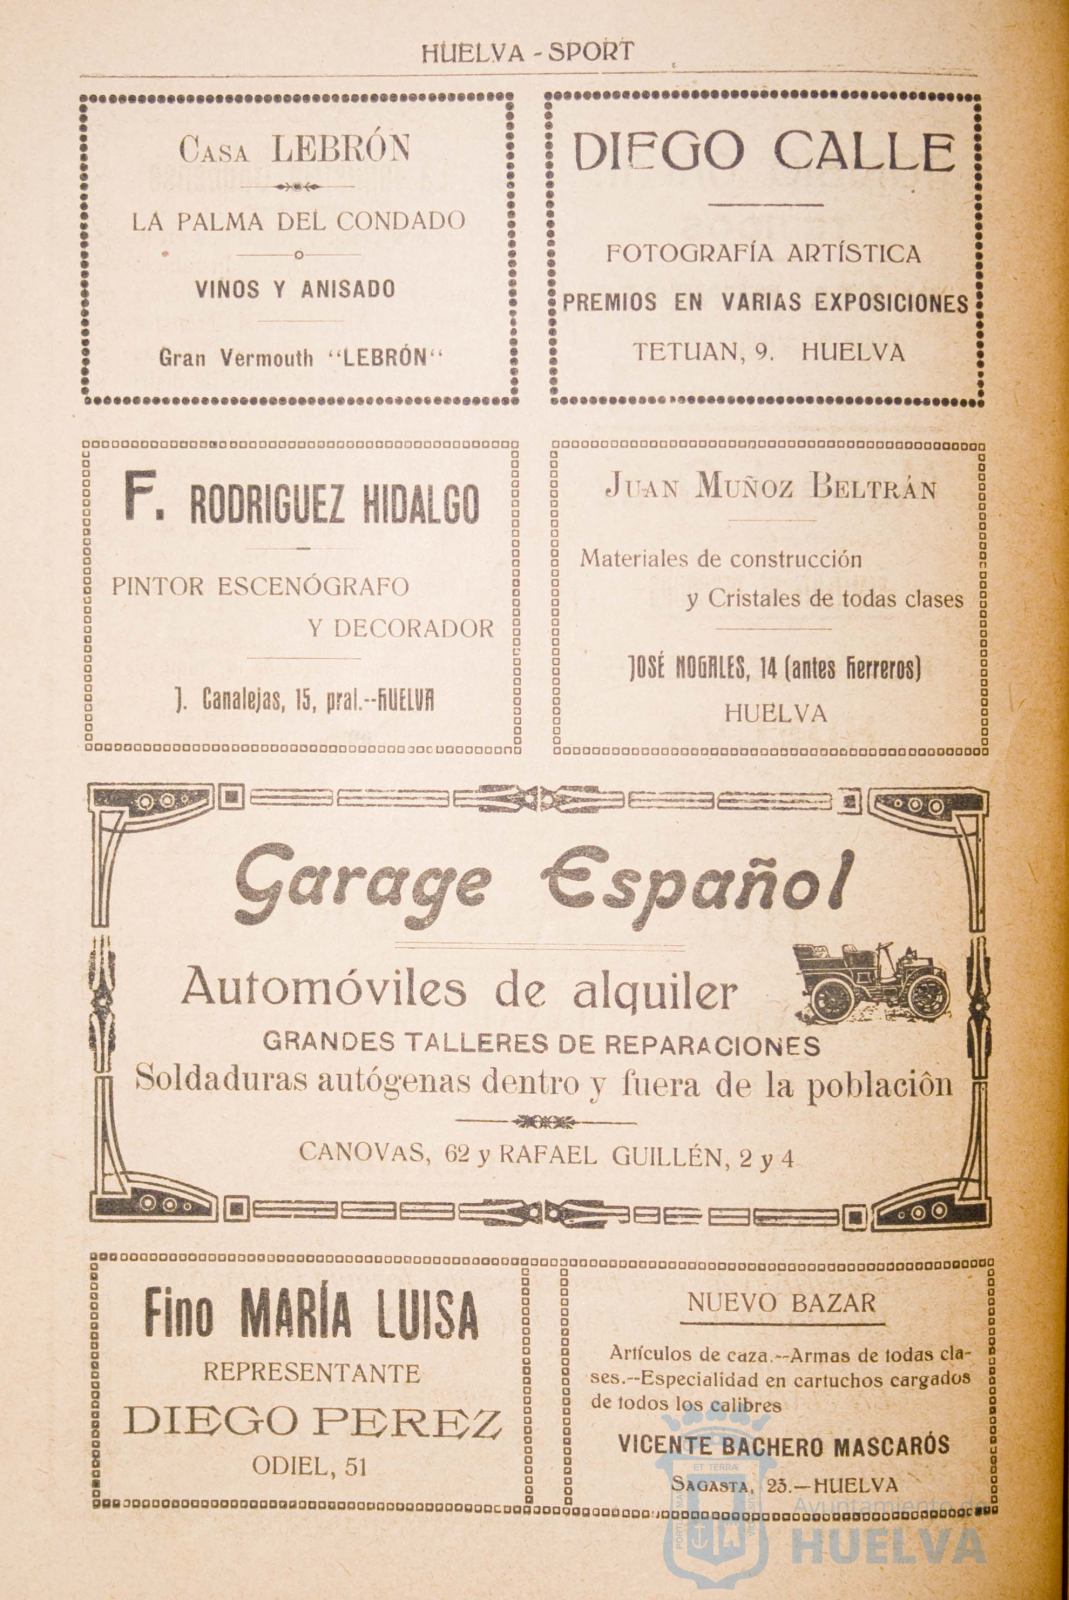 HUELVA - SPORT
CASA LEBRÓN
LA PALMA DEL CONDADO
VINOS Y ANISADO
Gran Vermouth “LEBRÓN“
DIEGO CALLE
FOTOGRAFÍA ARTÍSTICA
PREMIOS EN VARIAS EXPOSICIONES
TETUAN, 9. HUELVA
F. RODRIGUEZ HIDALGO
PINTOR ESCENÓGRAFO
Y DECORADOR
J. Canalejas, 15, pral.--HUELVA
JUAN MUÑOZ BELTRÁN
Materiales de construcción
y Cristales de todas clases
JOSÉ NOGALES, 14 (antes Herreros)
HUELVA
Garage Español
Automóviles de alquiler
GRANDES TALLERES DE REPARACIONES
Soldaduras autógenas dentro y fuera de la población
CANOVAS, 62 y RAFAEL GUILLÉN, 2 y 4
Fino MARÍA LUISA
REPRESENTANTE
DIEGO PEREZ
ODIEL, 51
NUEVO BAZAR
Artículos de caza.--Armas de todas cla-
ses.--Especialidad en cartuchos cargados
de todos los calibres
VICENTE BACHERO MASCARÓS
SAGASTA, 23.—HUELVA
ET TERRA
Ayuntamiento de
HUELVA